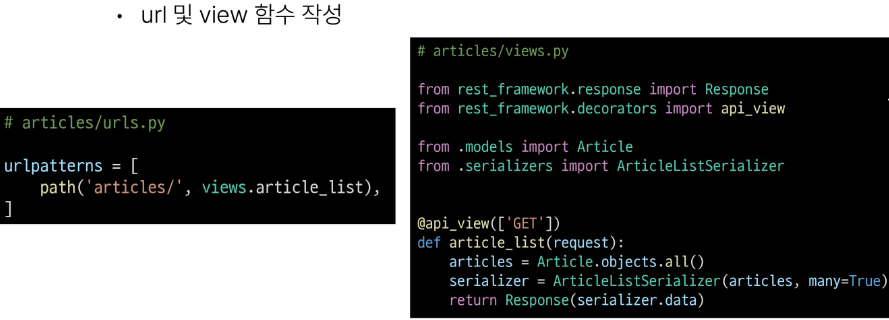 • url 및 view 함수 작성
# articles/urls.py
urlpatterns = [
    path('articles/', views.article_list),
]
# articles/views.py
from rest_framework.response import Response
from rest_framework.decorators import api_view
from .models import Article
from .serializers import ArticleListSerializer
@api_view(['GET'])
def article_list(request):
    articles = Article.objects.all()
    serializer = ArticleListSerializer(articles, many=True)
    return Response(serializer.data)